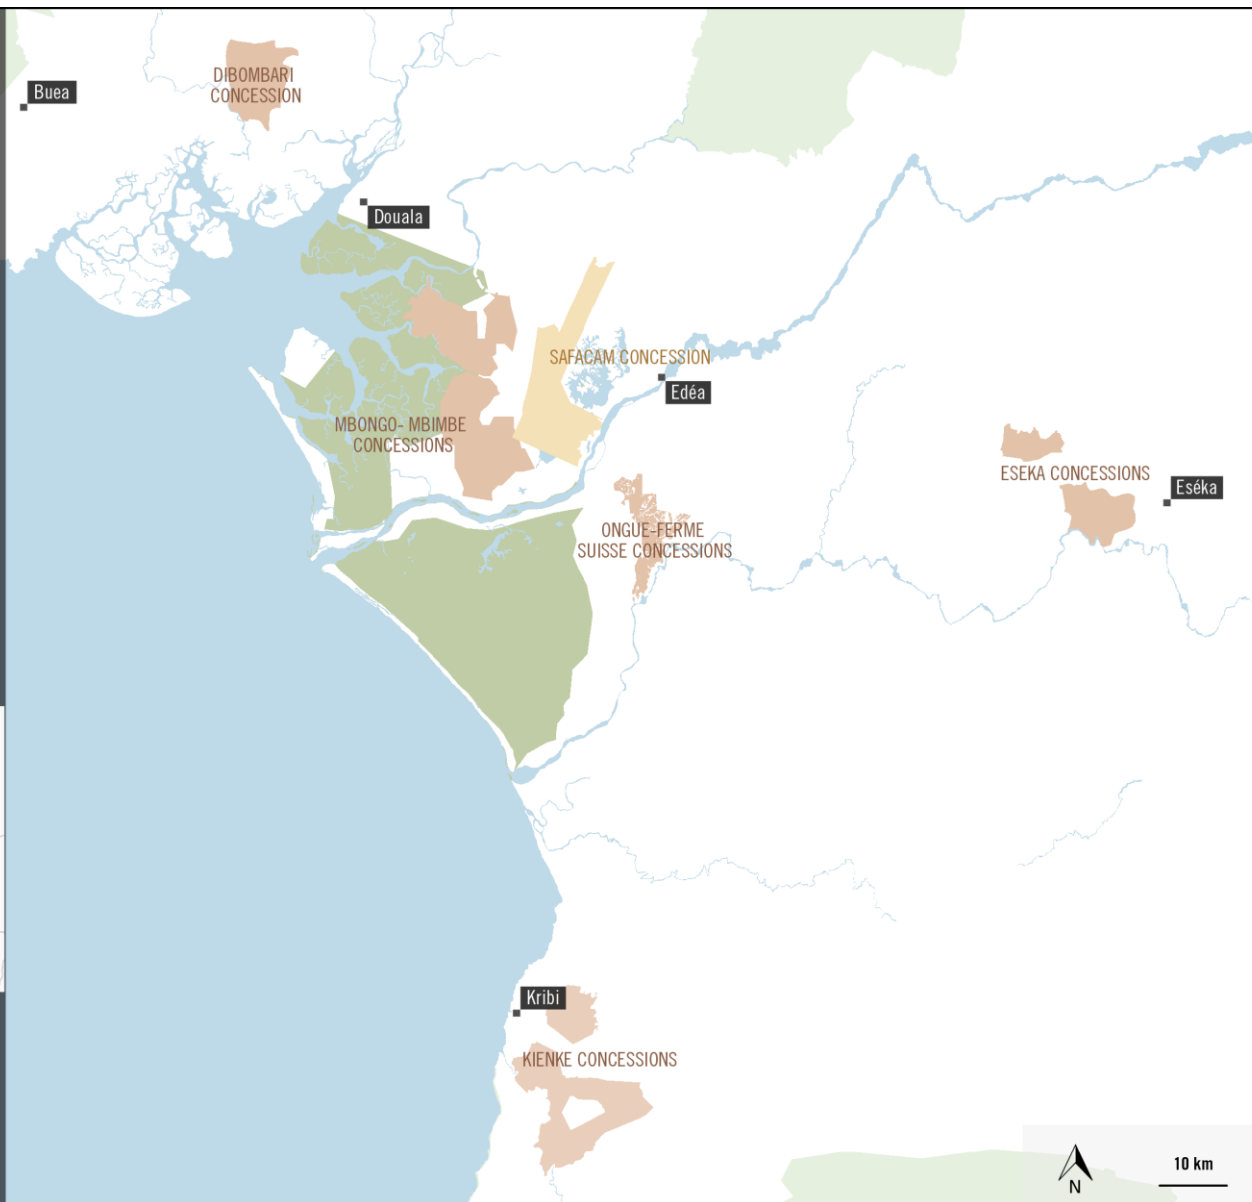 DIBOMBARI
CONCESSION
Buea
Douala
SAFACAM CONCESSION
Edéa
MBONGO- MBIMBE
CONCESSIONS
ESEKA CONCESSIONS
Eséka
ONGUE-FERME
SUISSE CONCESSIONS
Kribi
KIENKE CONCESSIONS
N
10 km